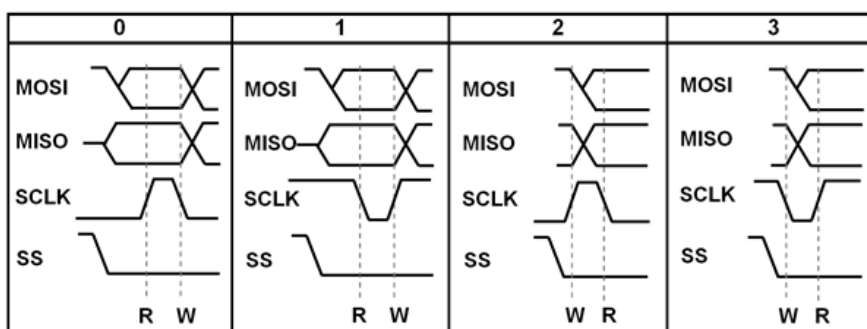 0 1 2 3
MOSI MOSI MOSI MOSI
MISO MISO MISO MISO
SCLK SCLK SCLK SCLK
SS SS SS SS
R W R W W R W R